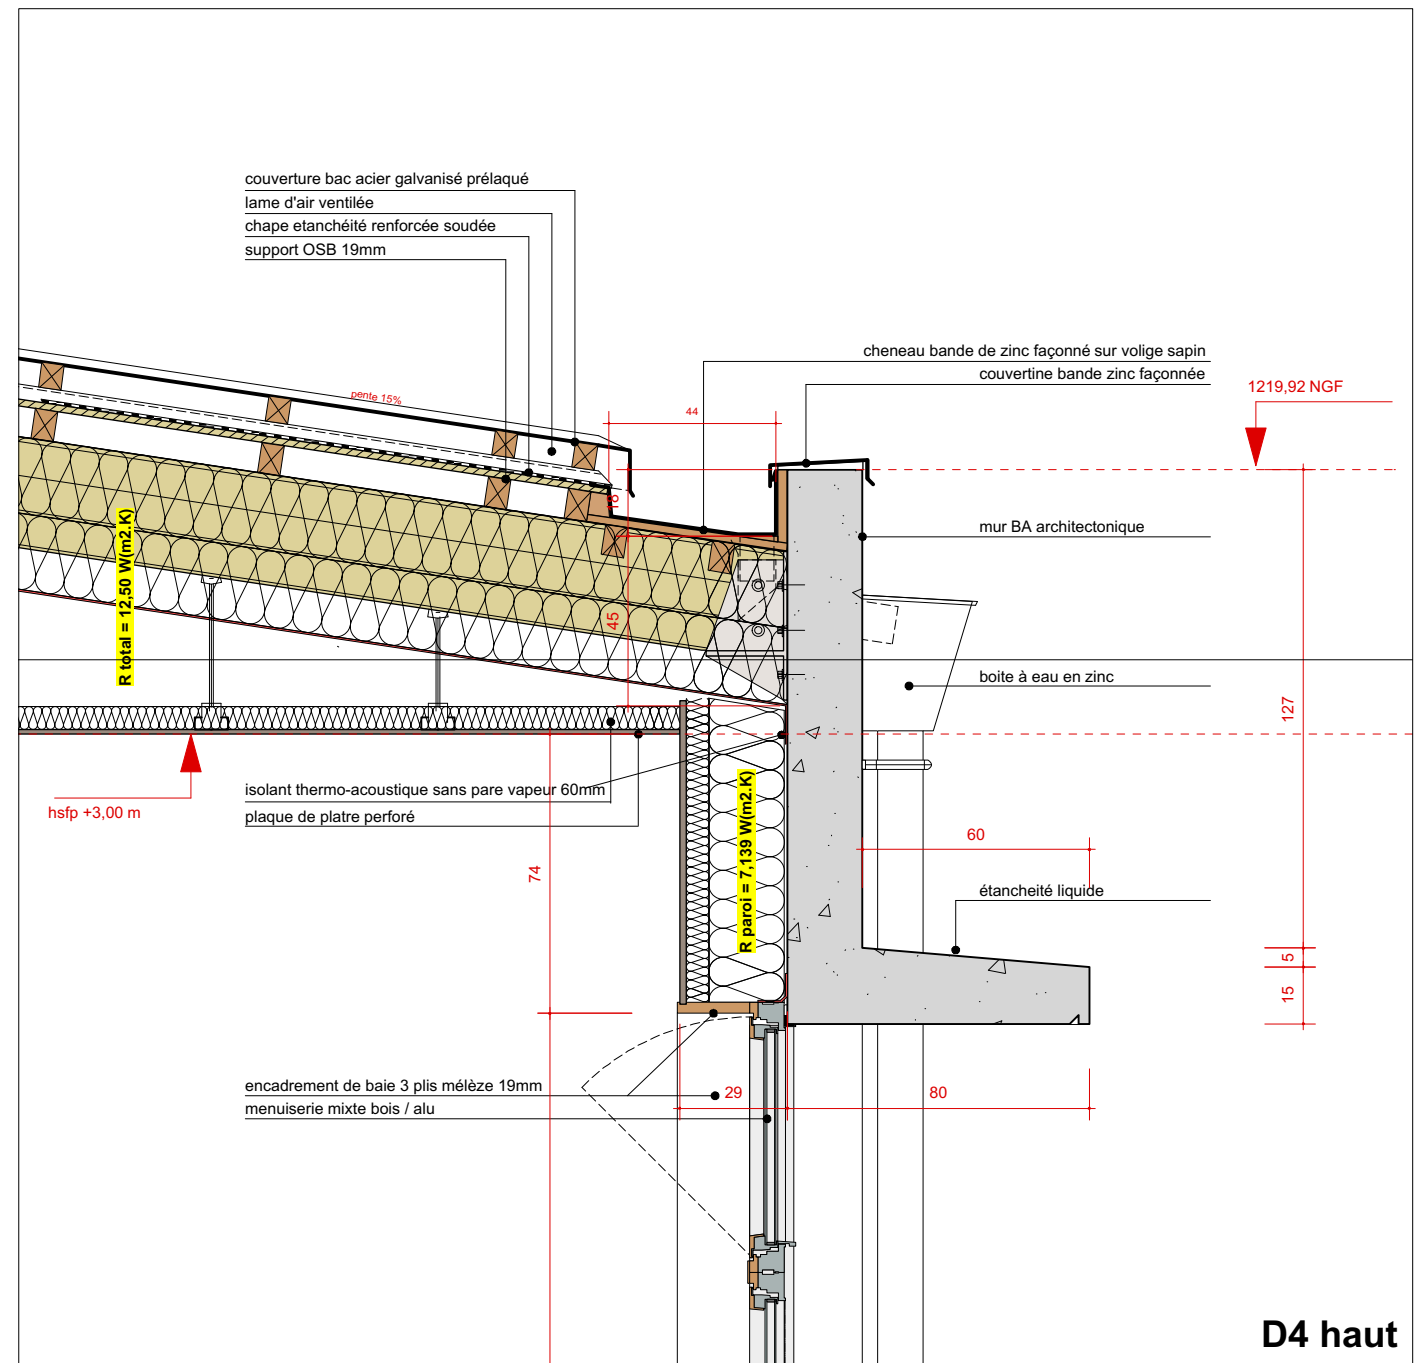 couverture bac acier galvanisé prélaqué
lame d'air ventilée
chape etanchéité renforcée soudée
support OSB 19mm
cheneau bande de zinc façonné sur volige sapin
couvertine bande zinc façonnée
1219,92 NGF
pente 15%
44
18
mur BA architectonique
R total = 12,50 W(m2.K)
45
boite à eau en zinc
127
isolant thermo-acoustique sans pare vapeur 60mm
hsfp +3,00 m
plaque de platre perforé
R paroi = 7,139 W(m2.K)
60
74
étancheité liquide
5
15
encadrement de baie 3 plis mélèze 19mm
29
80
menuiserie mixte bois / alu
D4 haut